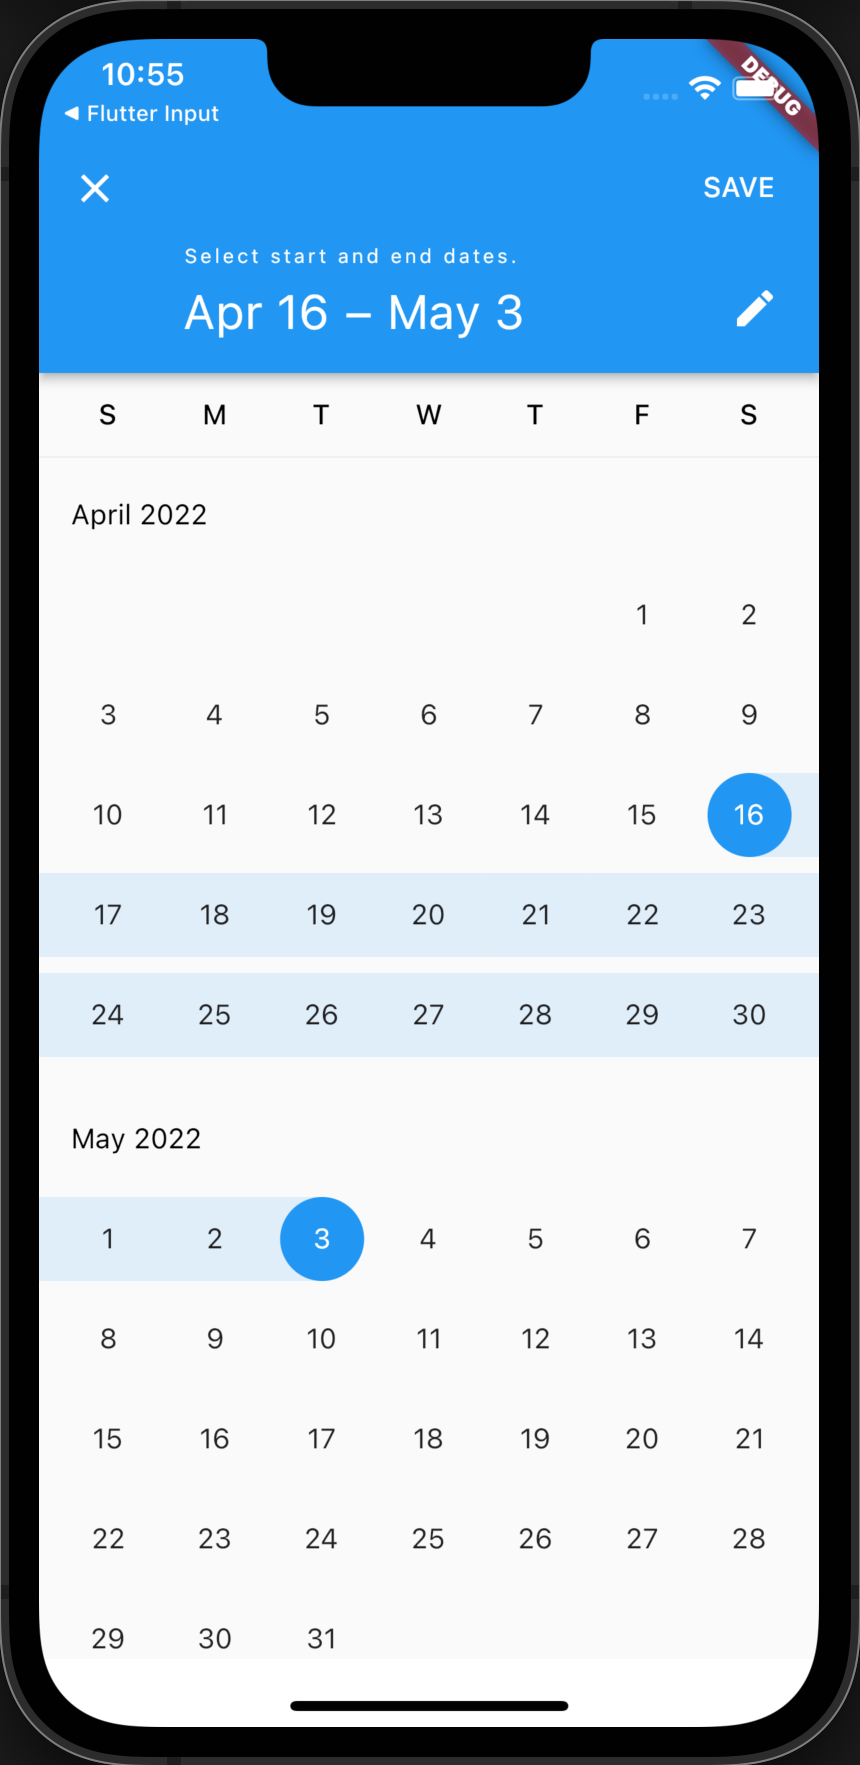 10:55
DEBUG
◀ Flutter Input
SAVE
Select start and end dates.
Apr 16 – May 3
S M T W T F S
April 2022
1 2
3 4 5 6 7 8 9
10 11 12 13 14 15 16
17 18 19 20 21 22 23
24 25 26 27 28 29 30
May 2022
1 2 3 4 5 6 7
8 9 10 11 12 13 14
15 16 17 18 19 20 21
22 23 24 25 26 27 28
29 30 31